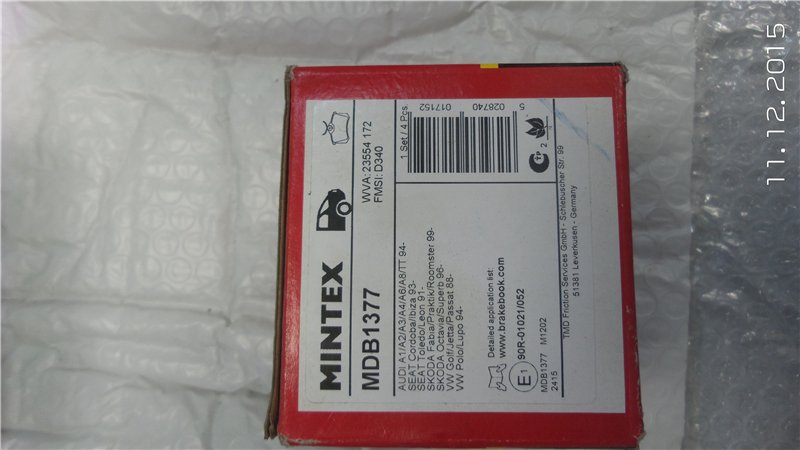 MINTEX
MDB1377
WVA: 23554 172
FMSI: D340
AUDI A1/A2/A3/A4/A6/A8/TT 94-
SEAT Cordoba/Ibiza 93-
SEAT Toledo/Leon 91-
SKODA Fabia/Praktik/Roomster 99-
SKODA Octavia/Superb 96-
VW Golf/Jetta/Passat 88-
VW Polo/Lupo 94-
1 Set / 4 Pcs.
5 028740 017152
Detailed application list:
www.brakebook.com
E1 90R-01021/052
MDB1377 M1202
2415
TMD Friction Services GmbH - Schlebuscher Str. 99
51381 Leverkusen - Germany
11.12.2015